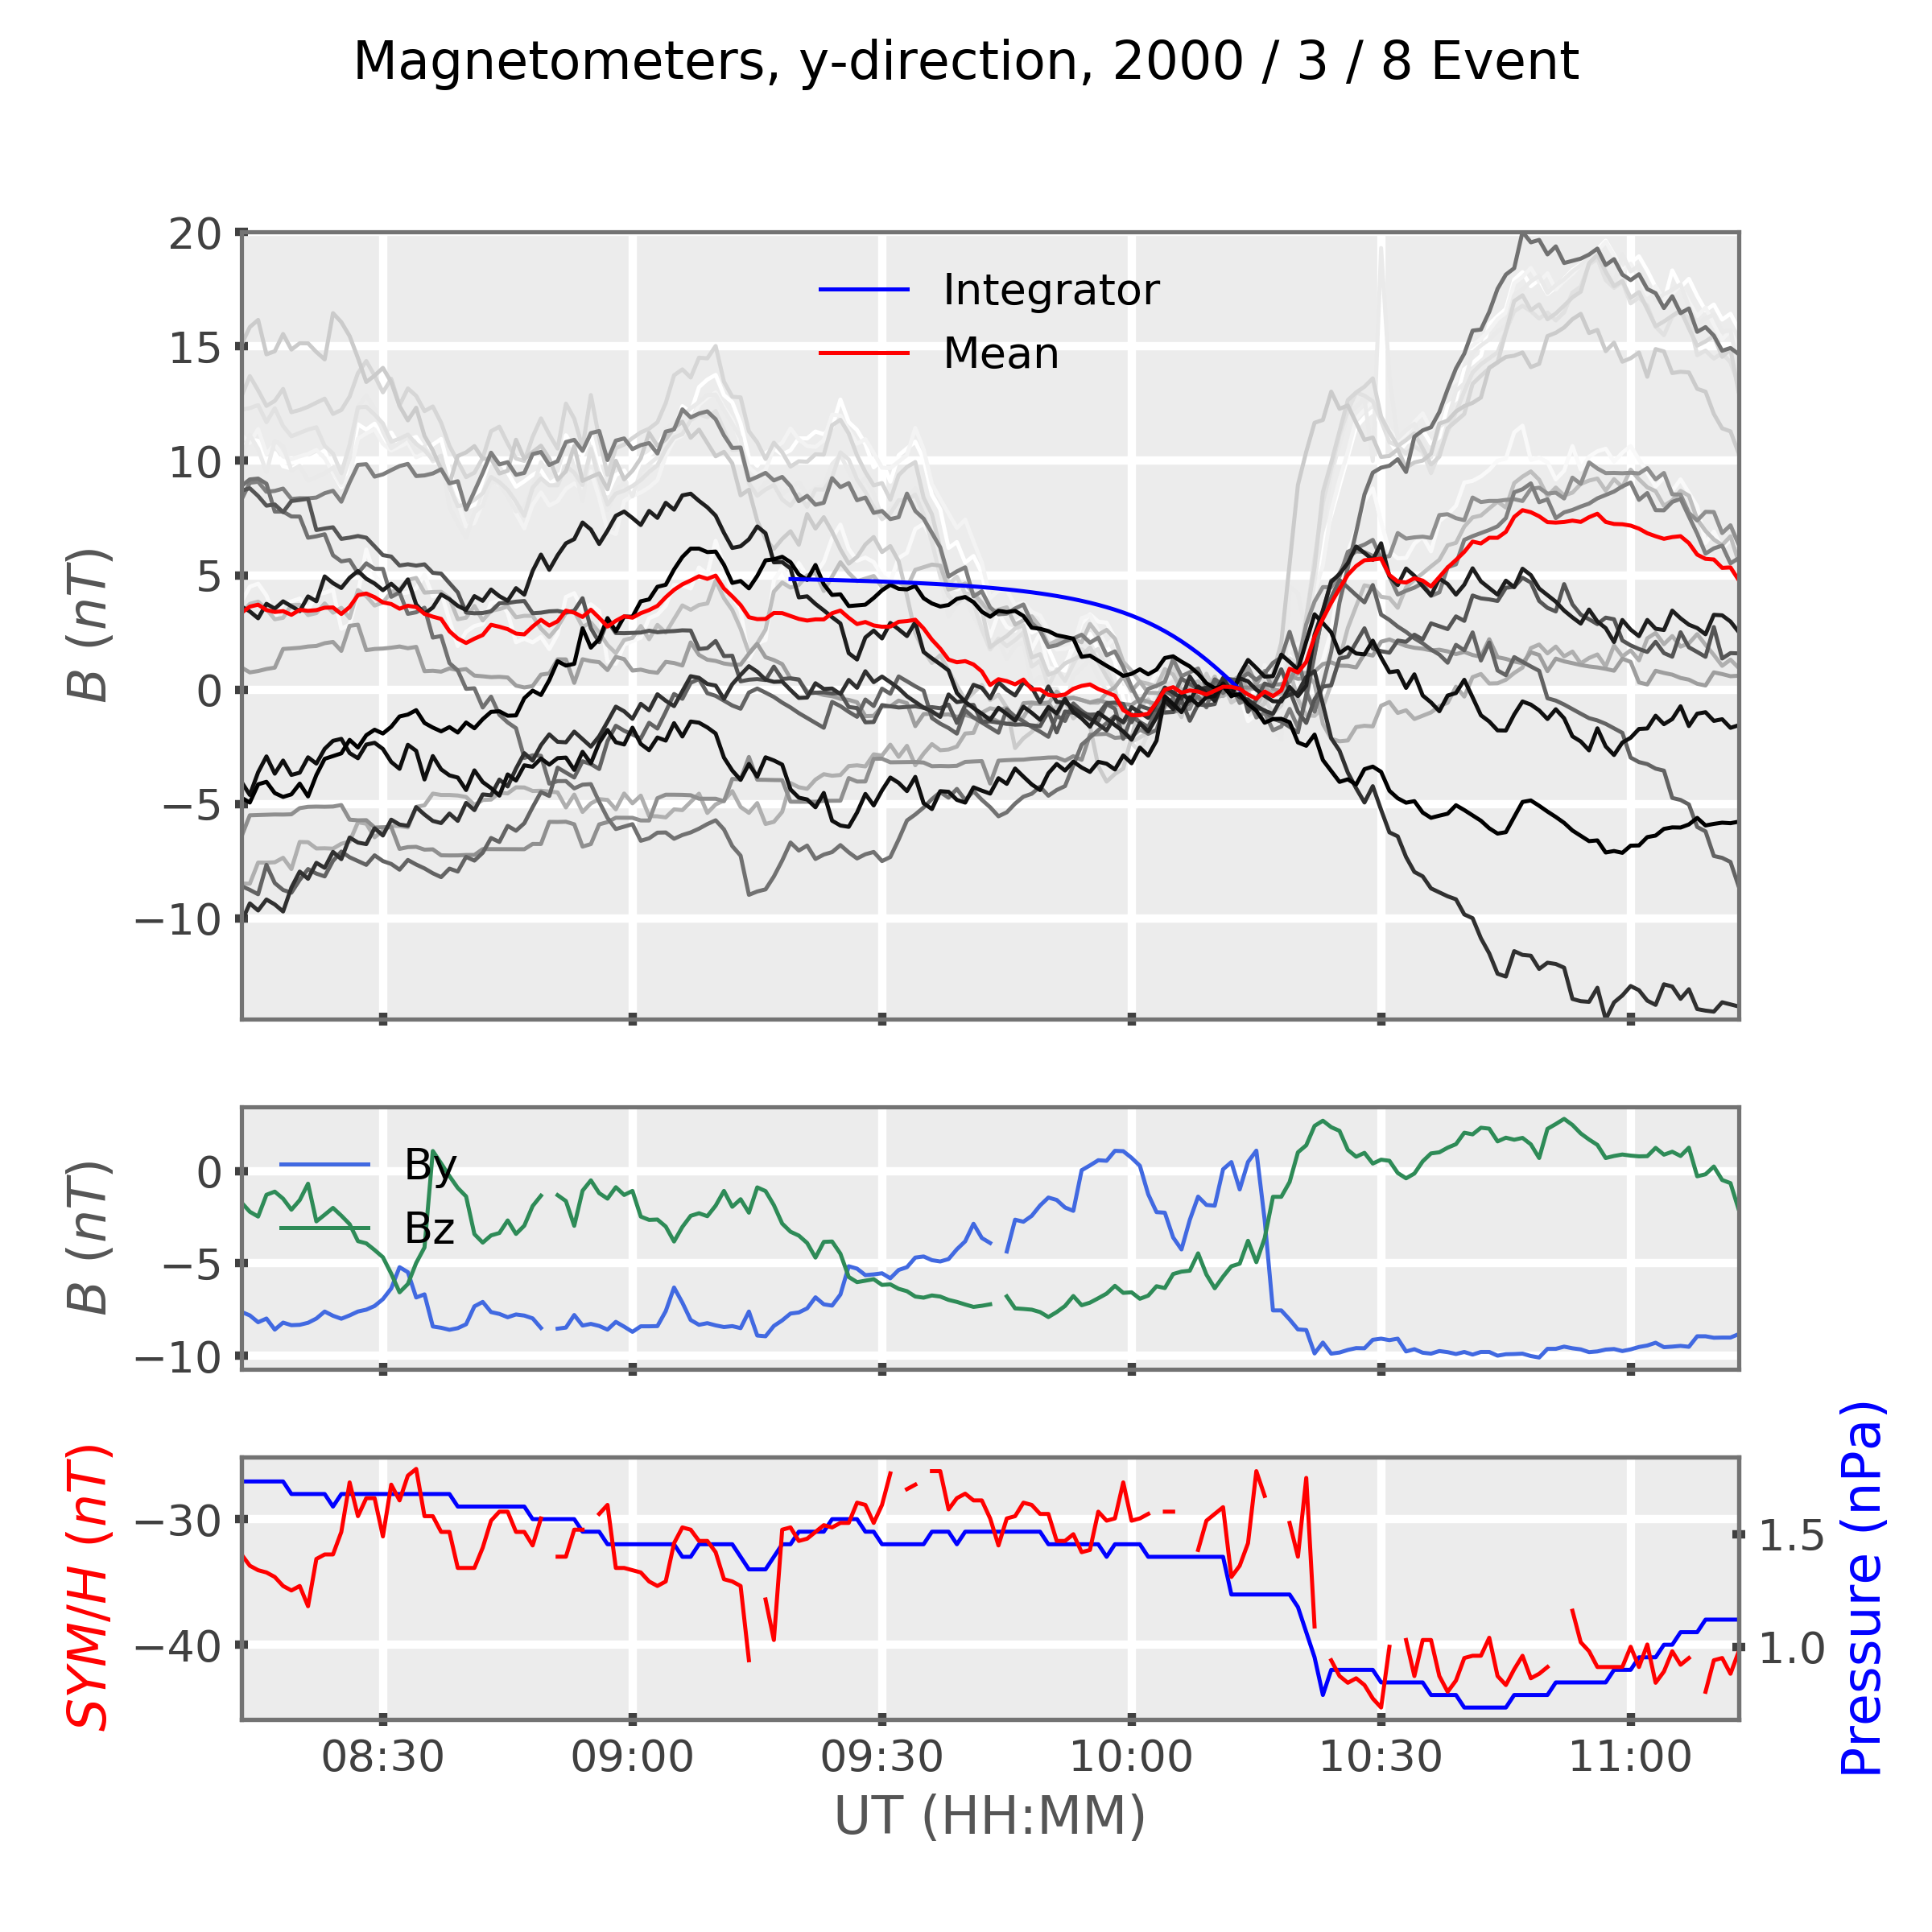 Magnetometers, y-direction, 2000 / 3 / 8 Event
20
15
10
5
0
−5
−10
B (nT)
Integrator
Mean
0
−5
−10
B (nT)
By
Bz
−30
−40
SYM/H (nT)
1.5
1.0
Pressure (nPa)
08:30 09:00 09:30 10:00 10:30 11:00
UT (HH:MM)